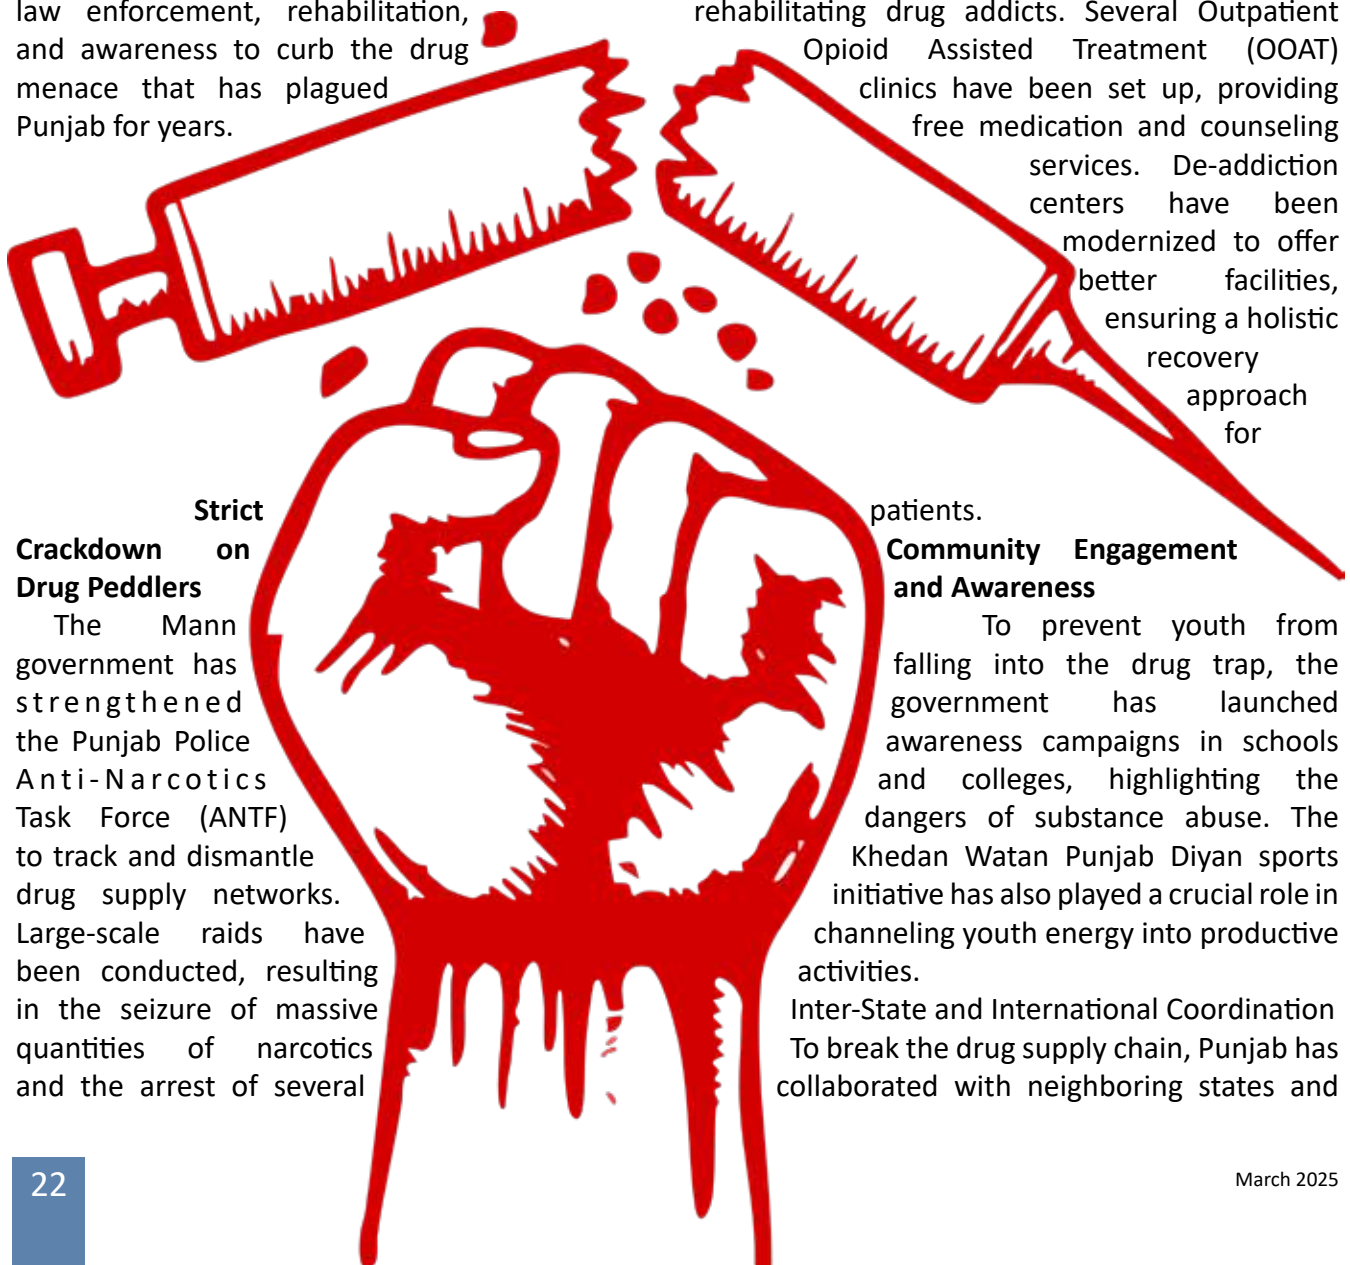 law enforcement, rehabilitation,
and awareness to curb the drug
menace that has plagued
Punjab for years.
Strict
Crackdown on
Drug Peddlers
The Mann
government has
strengthened
the Punjab Police
Anti-Narcotics
Task Force (ANTF)
to track and dismantle
drug supply networks.
Large-scale raids have
been conducted, resulting
in the seizure of massive
quantities of narcotics
and the arrest of several
rehabilitating drug addicts. Several Outpatient
Opioid Assisted Treatment (OOAT)
clinics have been set up, providing
free medication and counseling
services. De-addiction
centers have been
modernized to offer
better facilities,
ensuring a holistic
recovery
approach
for
patients.
Community Engagement
and Awareness
To prevent youth from
falling into the drug trap, the
government has launched
awareness campaigns in schools
and colleges, highlighting the
dangers of substance abuse. The
Khedan Watan Punjab Diyan sports
initiative has also played a crucial role in
channeling youth energy into productive
activities.
Inter-State and International Coordination
To break the drug supply chain, Punjab has
collaborated with neighboring states and
22
March 2025